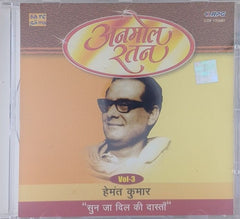 अनमोल
रतन
Vol-3
हेमंत कुमार
"सुन जा दिल की दास्ताँ"